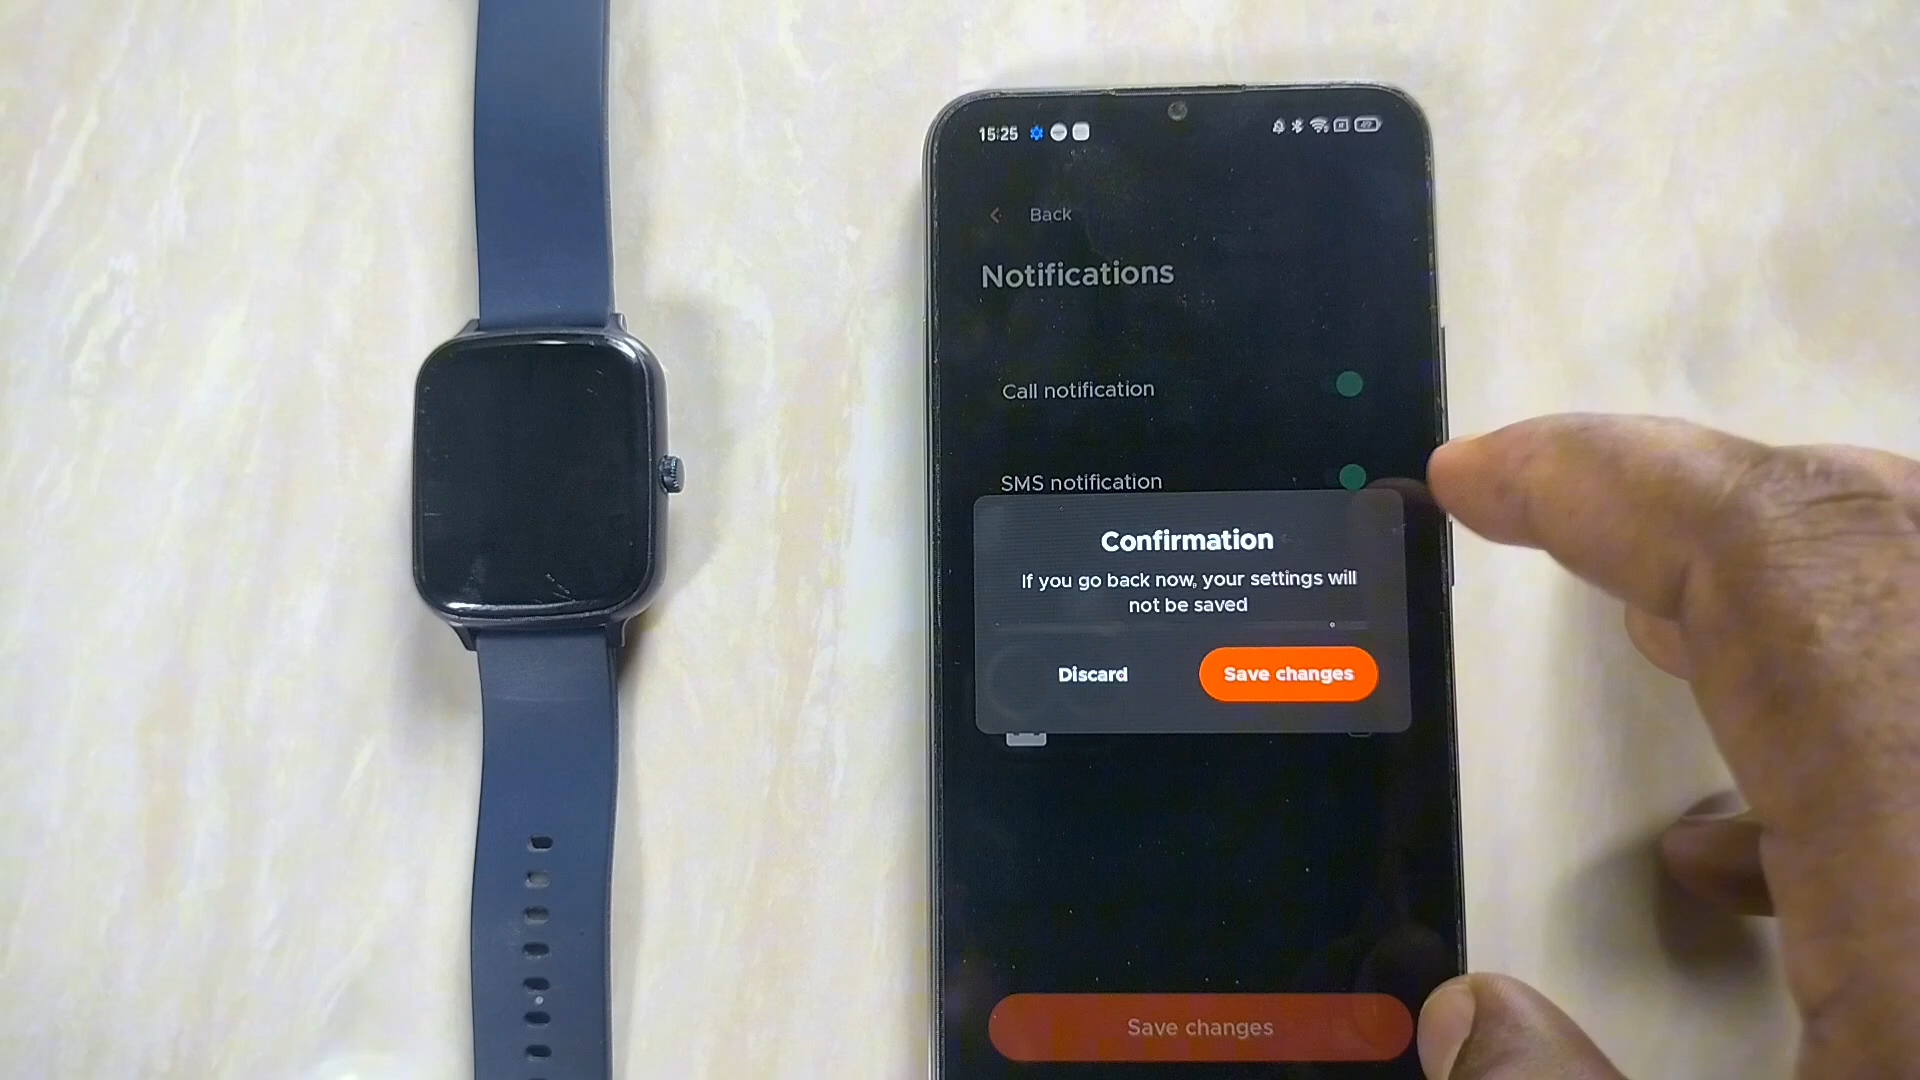 15:25
Back
Notifications
Call notification
SMS notification
Confirmation
If you go back now, your settings will
not be saved
Discard
Save changes
Save changes